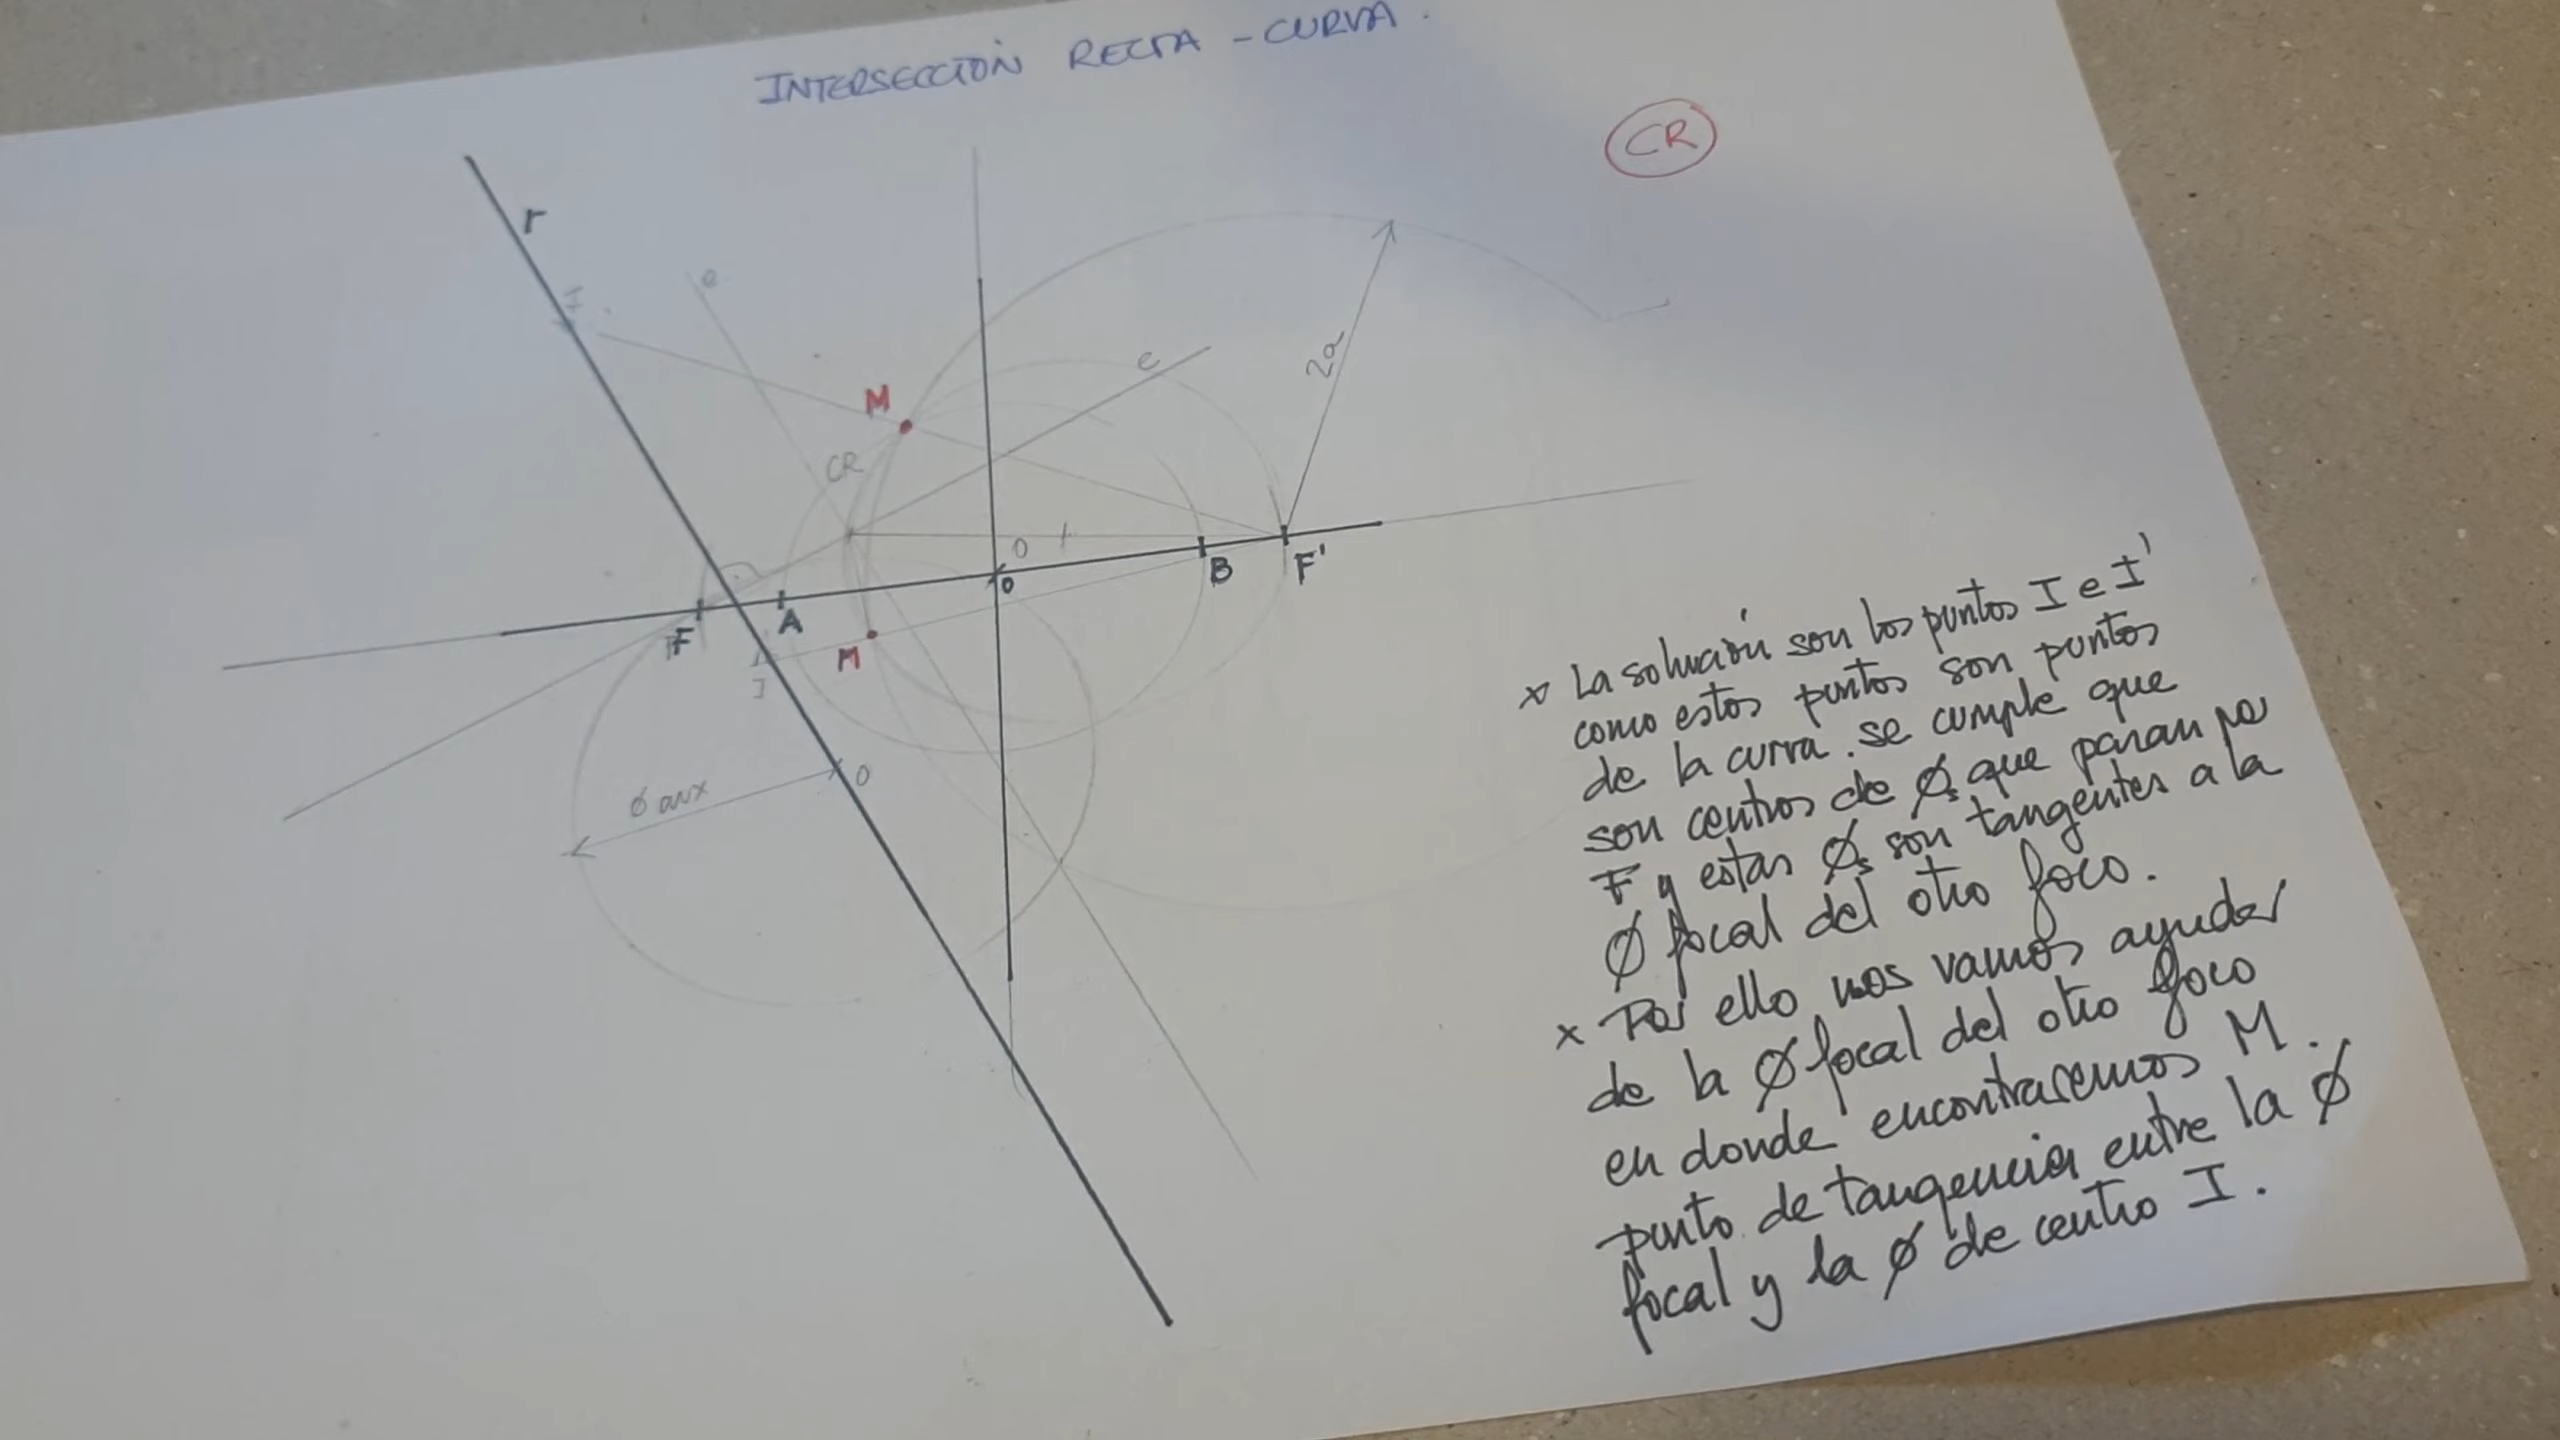 INTERSECCIÓN RECTA - CURVA.
CR
r
I
e
e
2a
M
CR
O
O
B
F'
A
F
M
I
O
ø aux
x La solución son los puntos I e I'
como estos puntos son puntos
de la curva. se cumple que
son centros de Øs que pasan por
F y estas Øs son tangentes a la
Ø focal del otro foco.
x Por ello nos vamos ayudar
de la Ø focal del otro foco
en donde encontraremos M.
punto de tangencia entre la Ø
focal y la Ø de centro I.